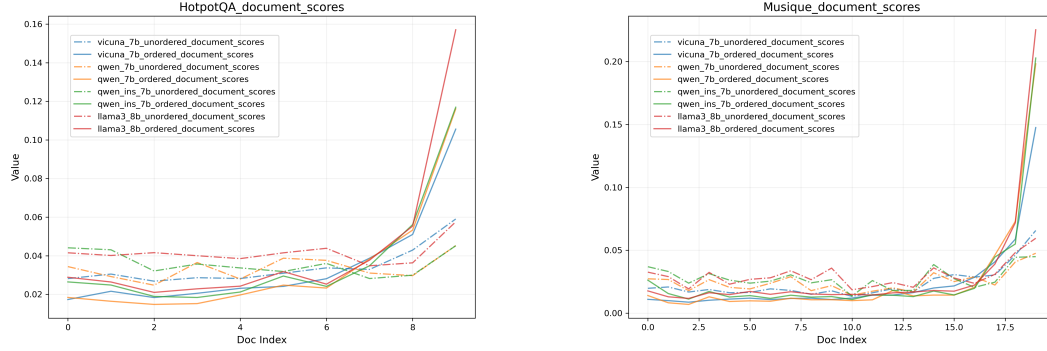 HotpotQA_document_scores
0.16
0.14
0.12
0.10
0.08
0.06
0.04
0.02
Value
vicuna_7b_unordered_document_scores
vicuna_7b_ordered_document_scores
qwen_7b_unordered_document_scores
qwen_7b_ordered_document_scores
qwen_ins_7b_unordered_document_scores
qwen_ins_7b_ordered_document_scores
llama3_8b_unordered_document_scores
llama3_8b_ordered_document_scores
0 2 4 6 8
Doc Index
Musique_document_scores
0.20
0.15
0.10
0.05
0.00
Value
vicuna_7b_unordered_document_scores
vicuna_7b_ordered_document_scores
qwen_7b_unordered_document_scores
qwen_7b_ordered_document_scores
qwen_ins_7b_unordered_document_scores
qwen_ins_7b_ordered_document_scores
llama3_8b_unordered_document_scores
llama3_8b_ordered_document_scores
0.0 2.5 5.0 7.5 10.0 12.5 15.0 17.5
Doc Index